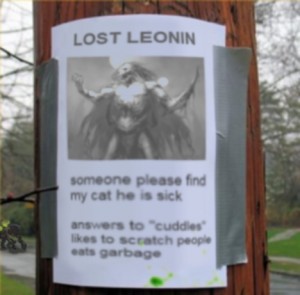 LOST LEONIN
someone please find
my cat he is sick
answers to "cuddles"
likes to scratch people
eats garbage